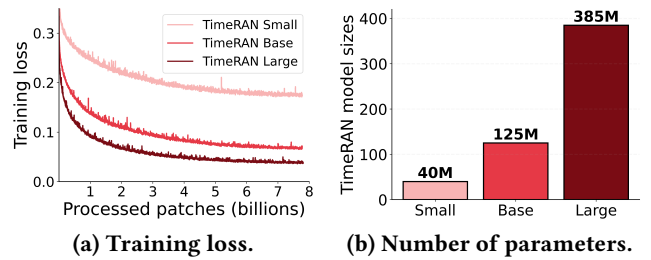 TimeRAN Small
TimeRAN Base
TimeRAN Large
Training loss
0.3
0.2
0.1
0.0
1 2 3 4 5 6 7 8
Processed patches (billions)
(a) Training loss.
TimeRAN model sizes
400
300
200
100
0
40M
125M
385M
Small Base Large
(b) Number of parameters.